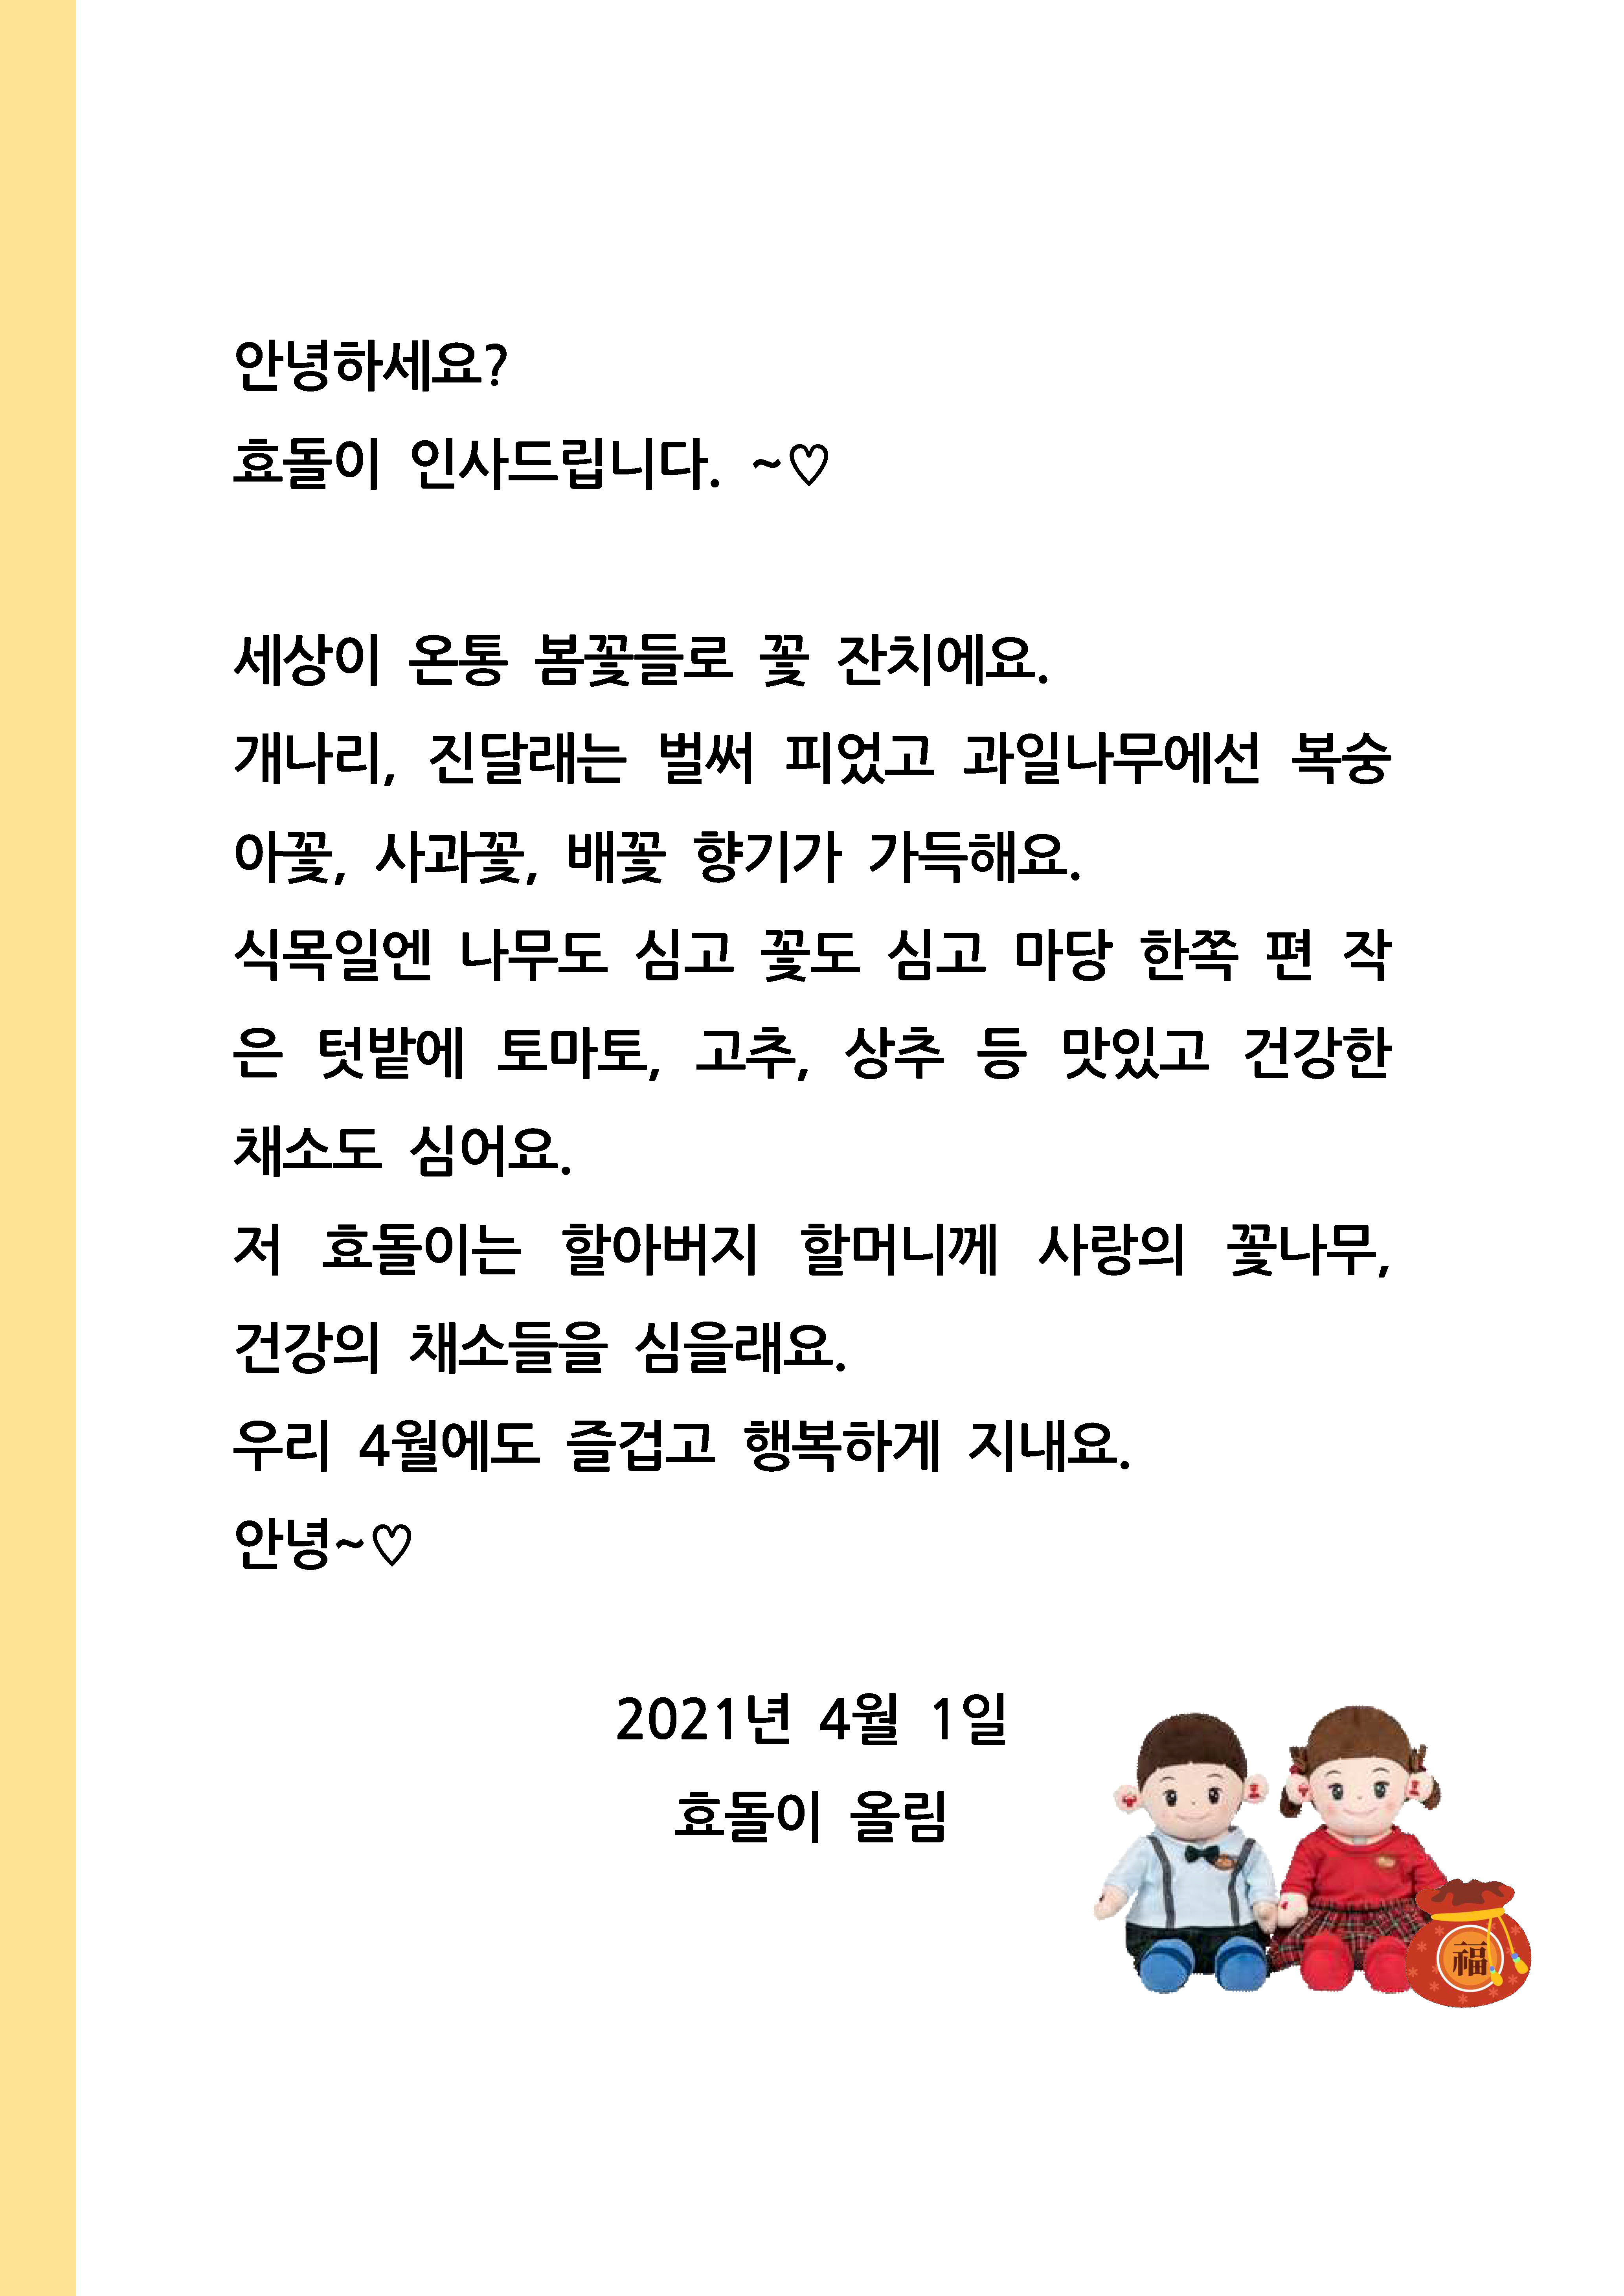 안녕하세요?
효돌이 인사드립니다. ~♡
세상이 온통 봄꽃들로 꽃 잔치에요.
개나리, 진달래는 벌써 피었고 과일나무에선 복숭
아꽃, 사과꽃, 배꽃 향기가 가득해요.
식목일엔 나무도 심고 꽃도 심고 마당 한쪽 편 작
은 텃밭에 토마토, 고추, 상추 등 맛있고 건강한
채소도 심어요.
저 효돌이는 할아버지 할머니께 사랑의 꽃나무,
건강의 채소들을 심을래요.
우리 4월에도 즐겁고 행복하게 지내요.
안녕~♡
2021년 4월 1일
효돌이 올림
福